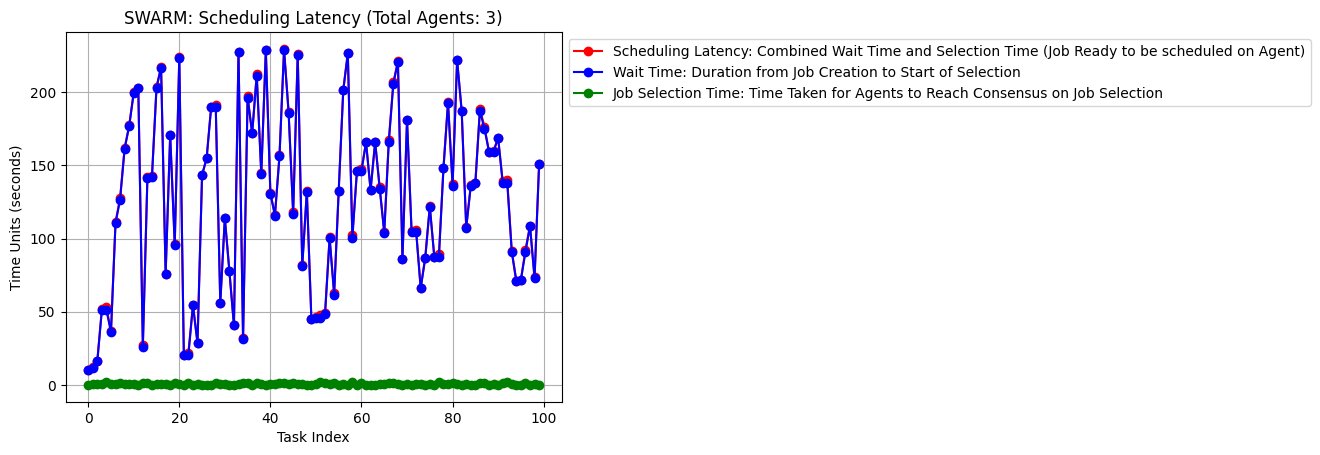 SWARM: Scheduling Latency (Total Agents: 3)
Scheduling Latency: Combined Wait Time and Selection Time (Job Ready to be scheduled on Agent)
Wait Time: Duration from Job Creation to Start of Selection
Job Selection Time: Time Taken for Agents to Reach Consensus on Job Selection
Time Units (seconds)
200
150
100
50
0
0 20 40 60 80 100
Task Index